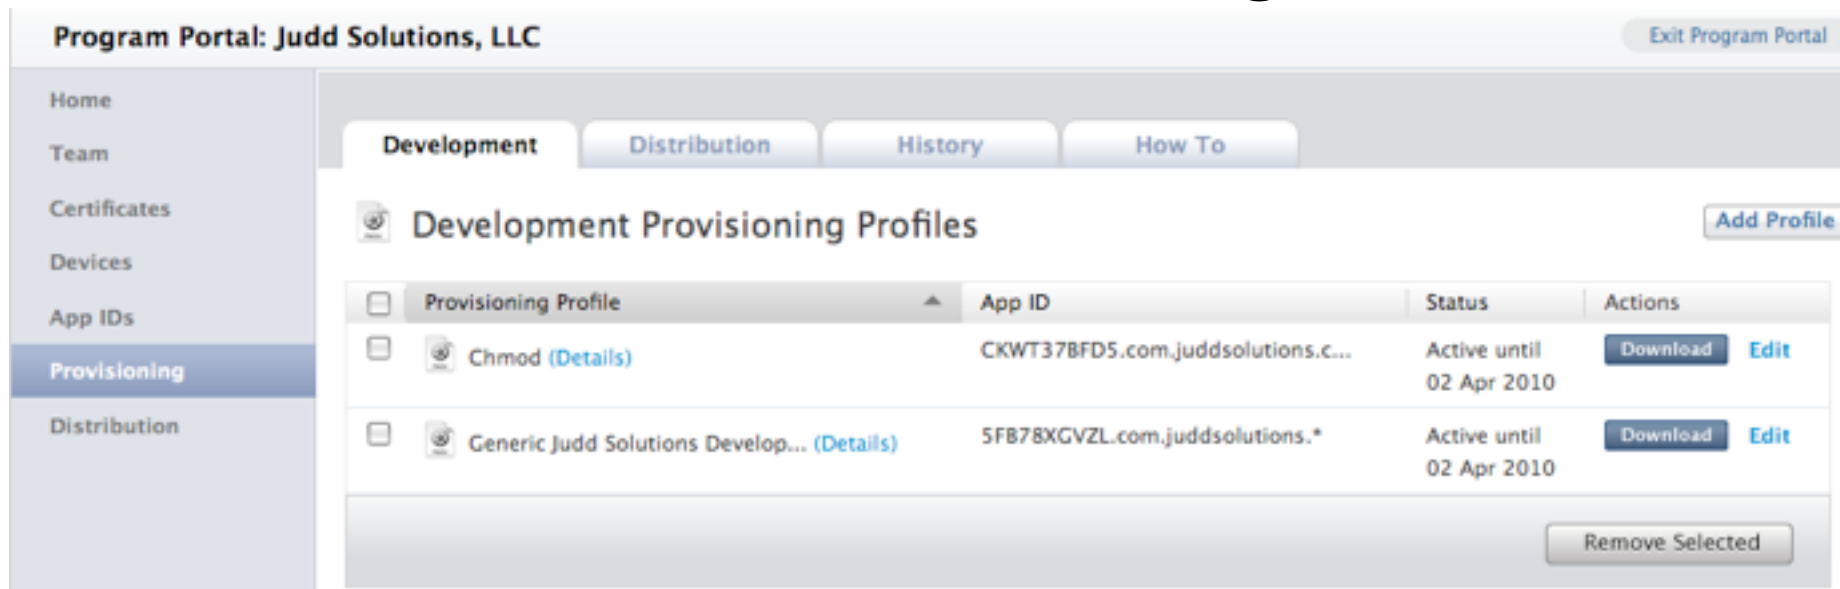 Program Portal: Judd Solutions, LLC
Exit Program Portal
Home
Team
Certificates
Devices
App IDs
Provisioning
Distribution
Development
Distribution
History
How To
Development Provisioning Profiles
Add Profile
Provisioning Profile
App ID
Status
Actions
Chmod (Details)
CKWT37BFD5.com.juddsolutions.c...
Active until
02 Apr 2010
Download
Edit
Generic Judd Solutions Develop... (Details)
5FB78XGVZL.com.juddsolutions.*
Active until
02 Apr 2010
Download
Edit
Remove Selected